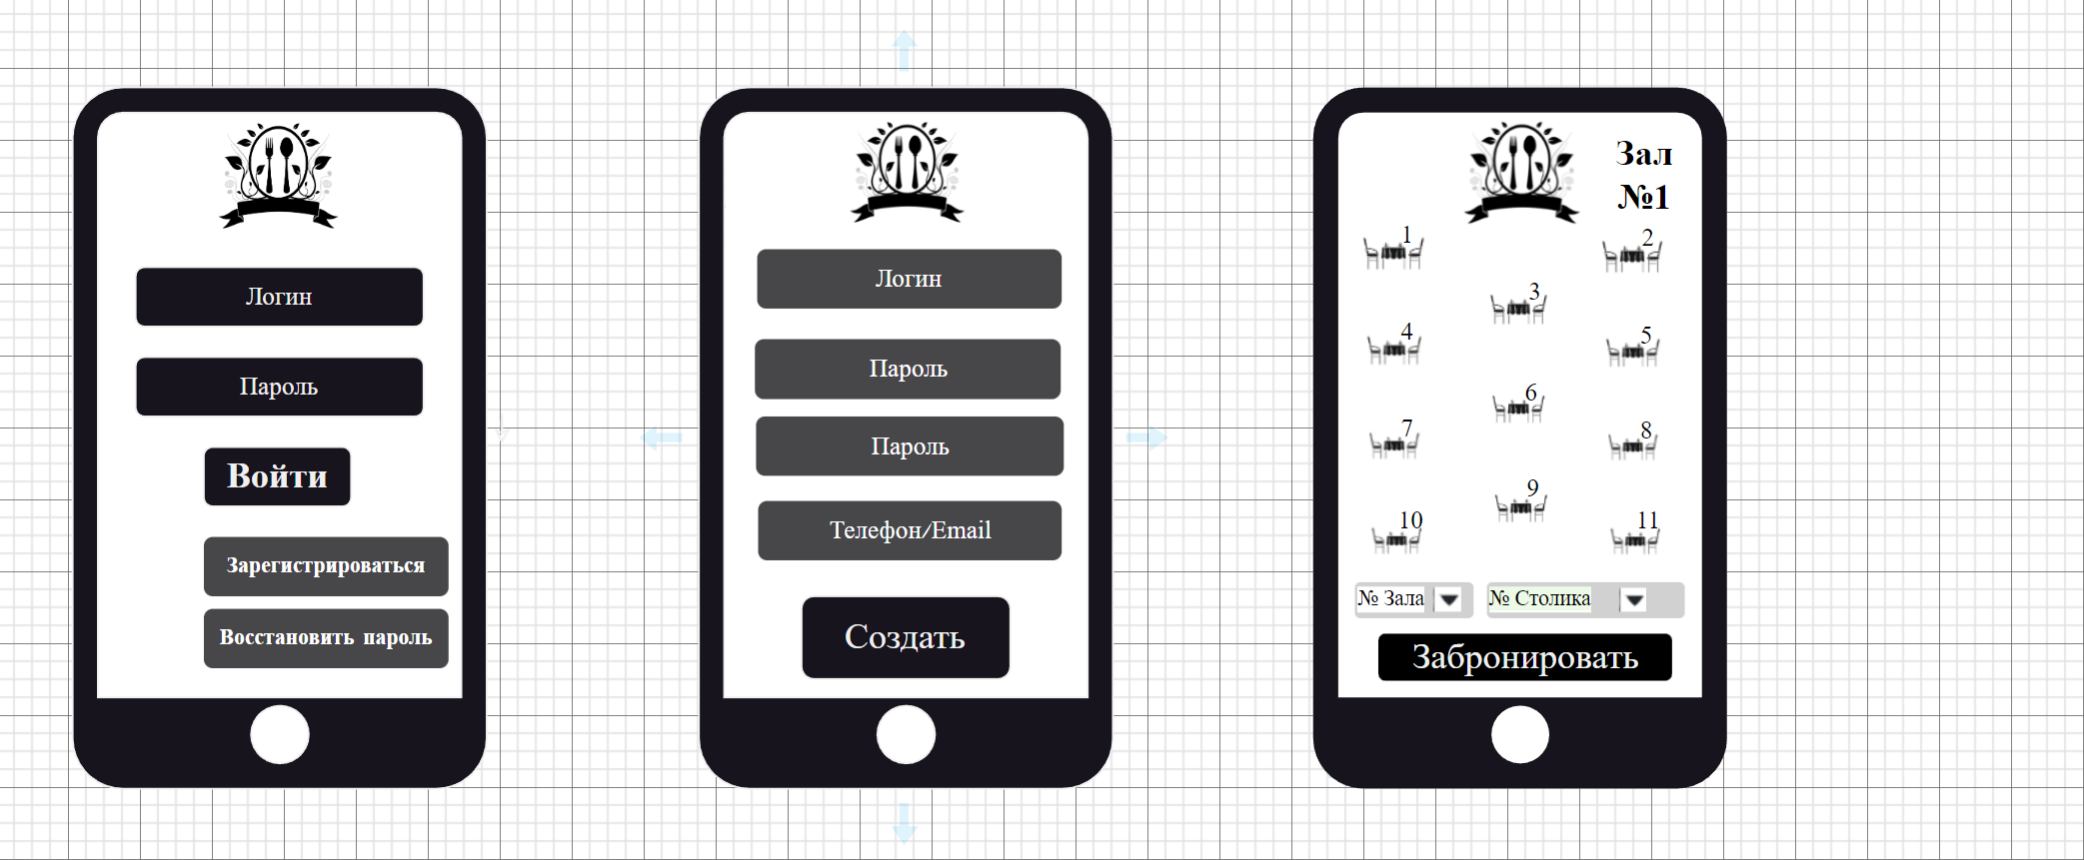 Логин
Пароль
Войти
Зарегистрироваться
Восстановить пароль
Логин
Пароль
Пароль
Телефон/Email
Создать
Зал
№1
1
2
3
4
5
6
7
8
9
10
11
№ Зала
№ Столика
Забронировать